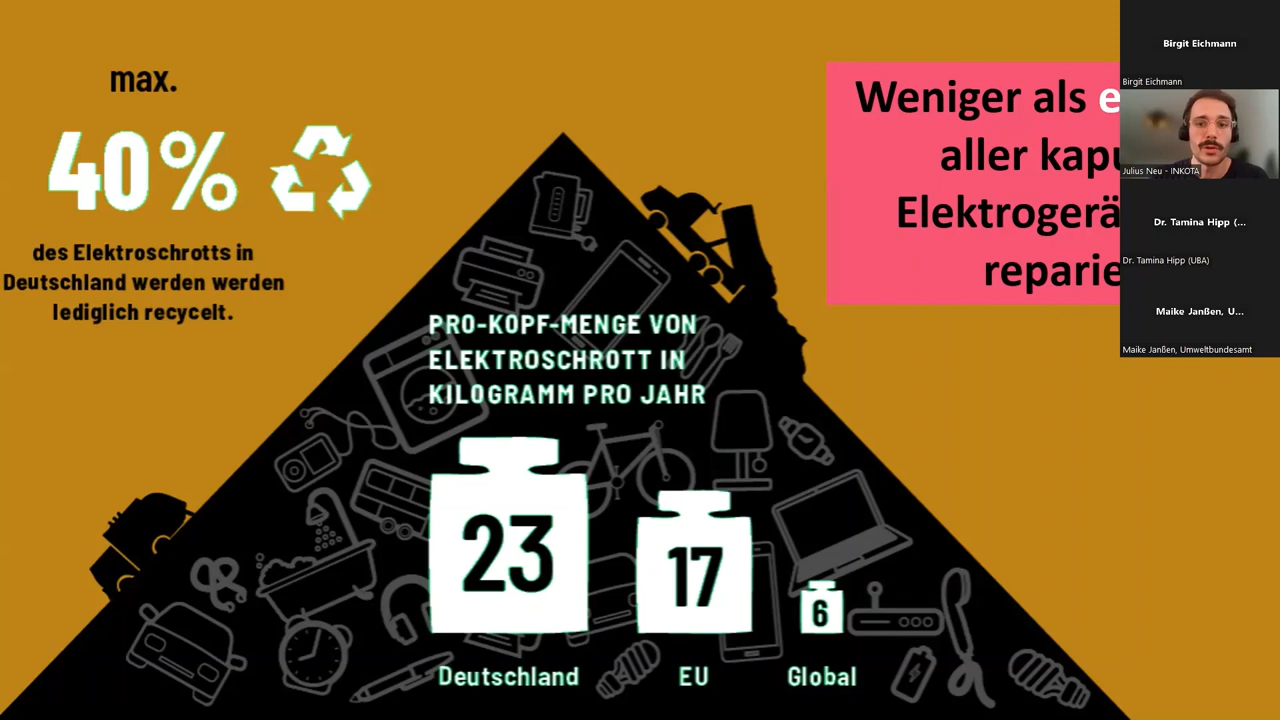 max.
40%
des Elektroschrotts in
Deutschland werden werden
lediglich recycelt.
Weniger als
aller
PRO-KOPF-MENGE VON
ELEKTROSCHROTT IN
KILOGRAMM PRO JAHR
23
17
6
Deutschland
EU
Global
Birgit Eichmann
Birgit Eichmann
Julius Neu - INKOTA
Dr. Tamina Hipp (...
Dr. Tamina Hipp (UBA)
Maike Janßen, U...
Maike Janßen, Umweltbundesamt